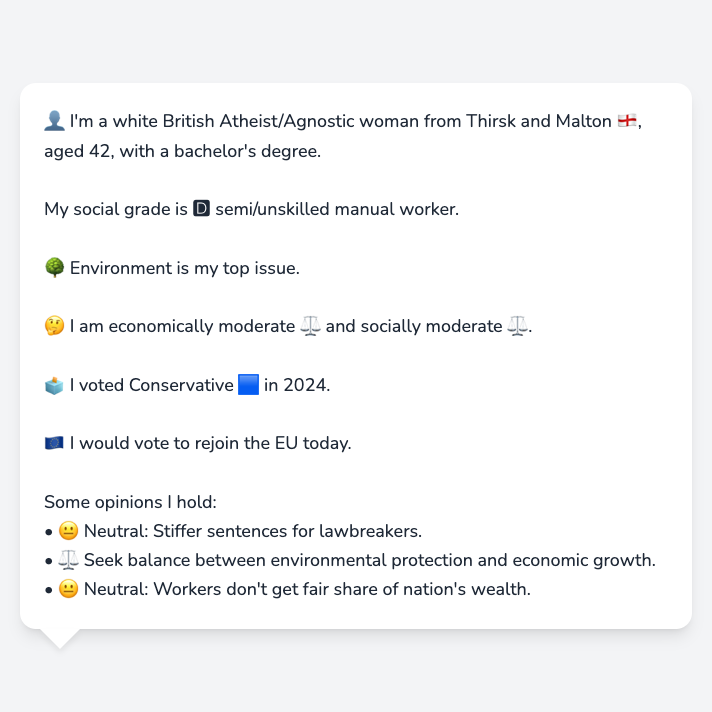 👤 I'm a white British Atheist/Agnostic woman from Thirsk and Malton 🏴󠁧󠁢󠁥󠁮󠁧󠁿,
aged 42, with a bachelor's degree.
My social grade is 🅳 semi/unskilled manual worker.
🌳 Environment is my top issue.
🤔 I am economically moderate ⚖️ and socially moderate ⚖️.
🗳️ I voted Conservative 🟦 in 2024.
🇪🇺 I would vote to rejoin the EU today.
Some opinions I hold:
• 😐 Neutral: Stiffer sentences for lawbreakers.
• ⚖️ Seek balance between environmental protection and economic growth.
• 😐 Neutral: Workers don't get fair share of nation's wealth.